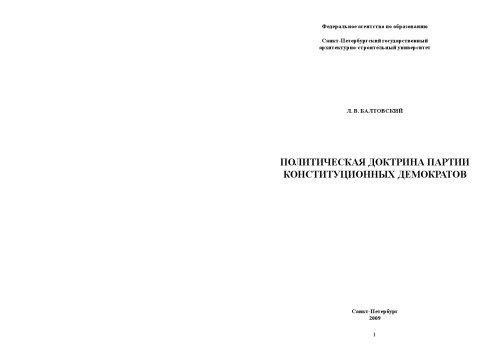 Федеральное агентство по образованию
Санкт-Петербургский государственный
архитектурно-строительный университет
Л. В. БАЛТОВСКИЙ
ПОЛИТИЧЕСКАЯ ДОКТРИНА ПАРТИИ
КОНСТИТУЦИОННЫХ ДЕМОКРАТОВ
Санкт-Петербург
2009
1